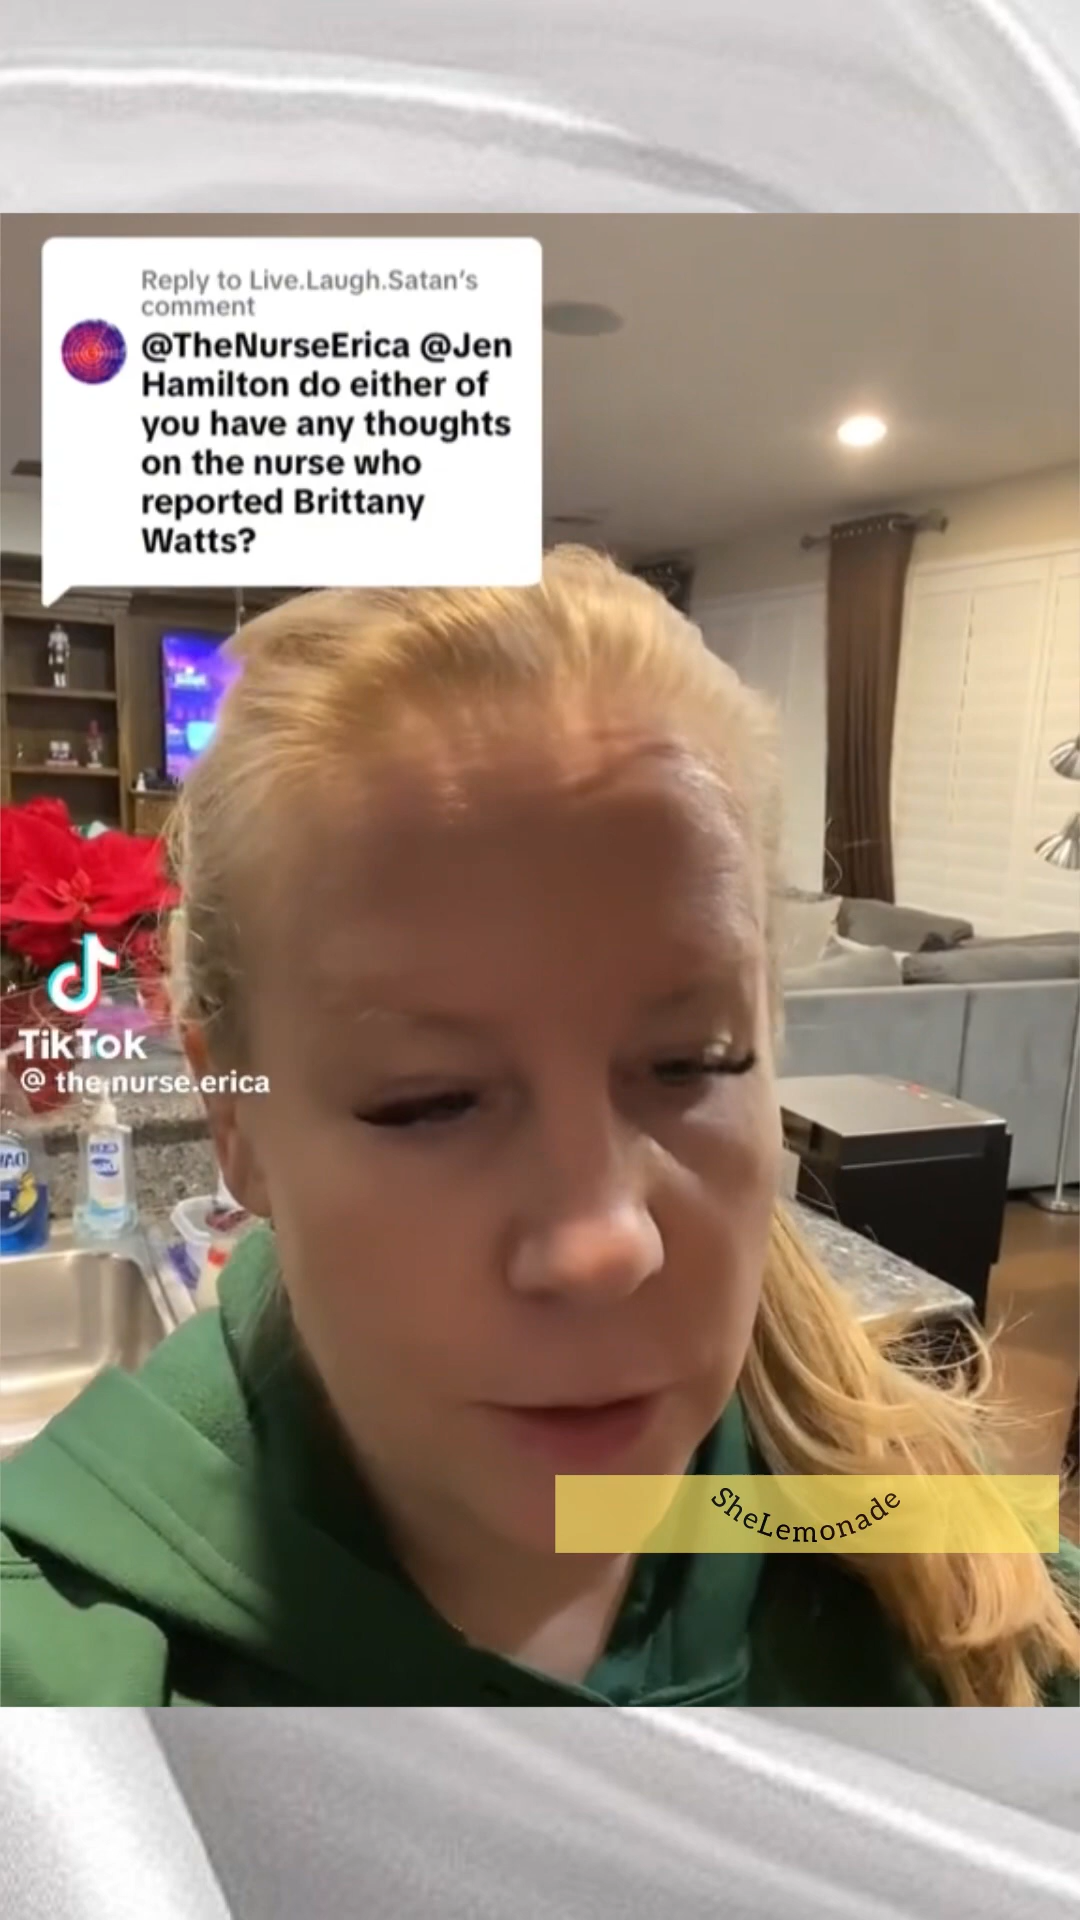 Reply to Live.Laugh.Satan's
comment
@TheNurseErica @Jen
Hamilton do either of
you have any thoughts
on the nurse who
reported Brittany
Watts?
TikTok
@ the.nurse.erica
SheLemonade